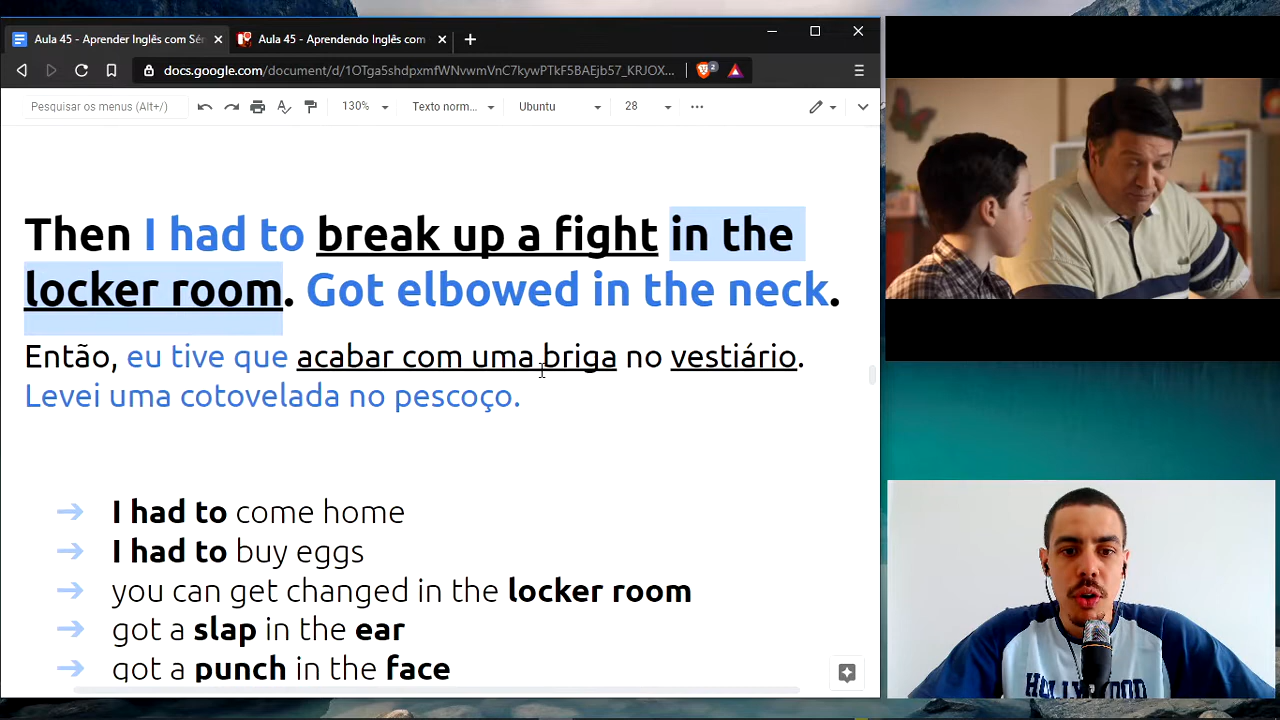 Aula 45 - Aprender Inglês com Sér
Aula 45 - Aprendendo Inglês com
docs.google.com/document/d/1OTga5shdpxmfWNvwmVnC7kywPTkF5BAEjb57_KRJOX...
2
Pesquisar os menus (Alt+/)
130%
Texto norm...
Ubuntu
28
Then I had to break up a fight in the
locker room. Got elbowed in the neck.
Então, eu tive que acabar com uma briga no vestiário.
Levei uma cotovelada no pescoço.
➔ I had to come home
➔ I had to buy eggs
➔ you can get changed in the locker room
➔ got a slap in the ear
➔ got a punch in the face
HOLLYWOOD